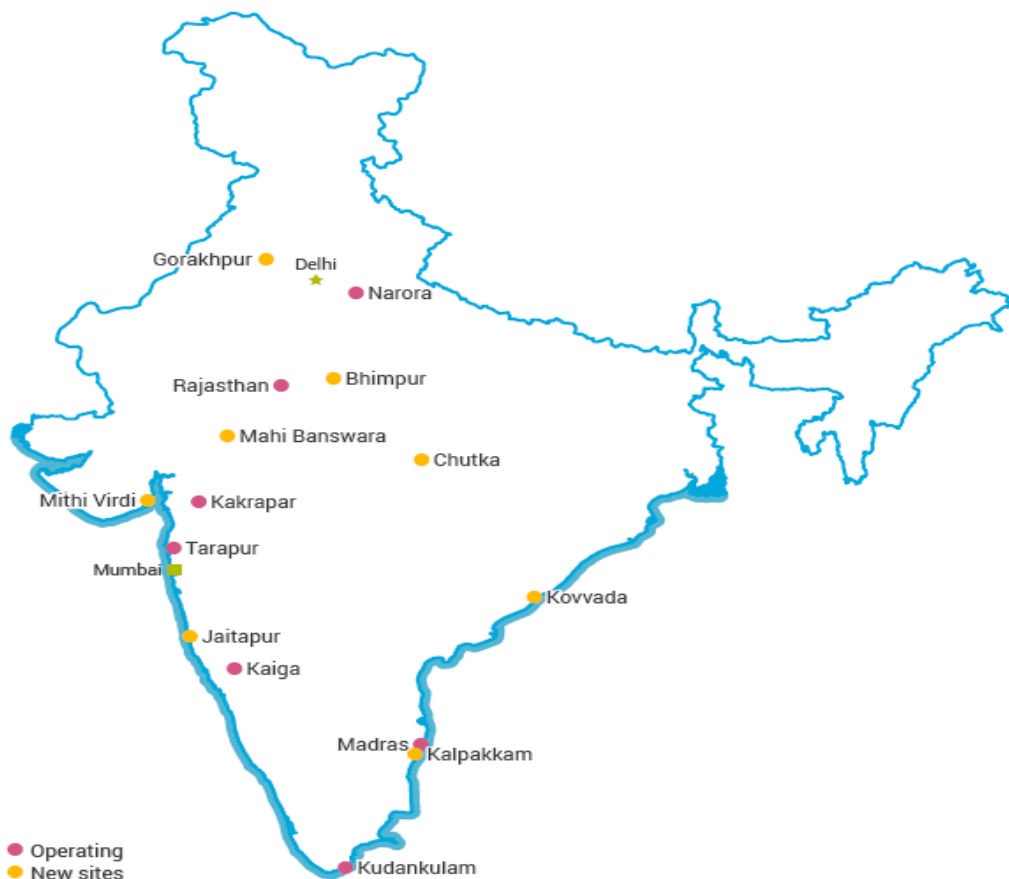 Gorakhpur
Delhi
Narora
Rajasthan
Bhimpur
Mahi Banswara
Chutka
Mithi Virdi
Kakrapar
Tarapur
Mumbai
Kovvada
Jaitapur
Kaiga
Madras
Kalpakkam
Operating
Kudankulam
New sites